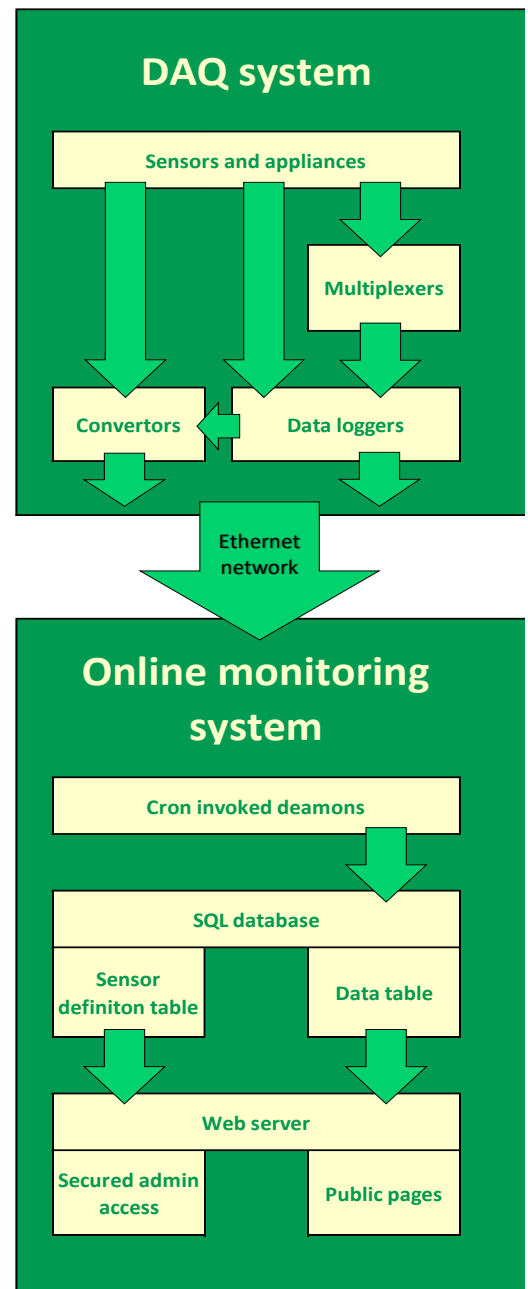 DAQ system
Sensors and appliances
Multiplexers
Convertors
Data loggers
Ethernet
network
Online monitoring
system
Cron invoked deamons
SQL database
Sensor
definiton table
Data table
Web server
Secured admin
access
Public pages